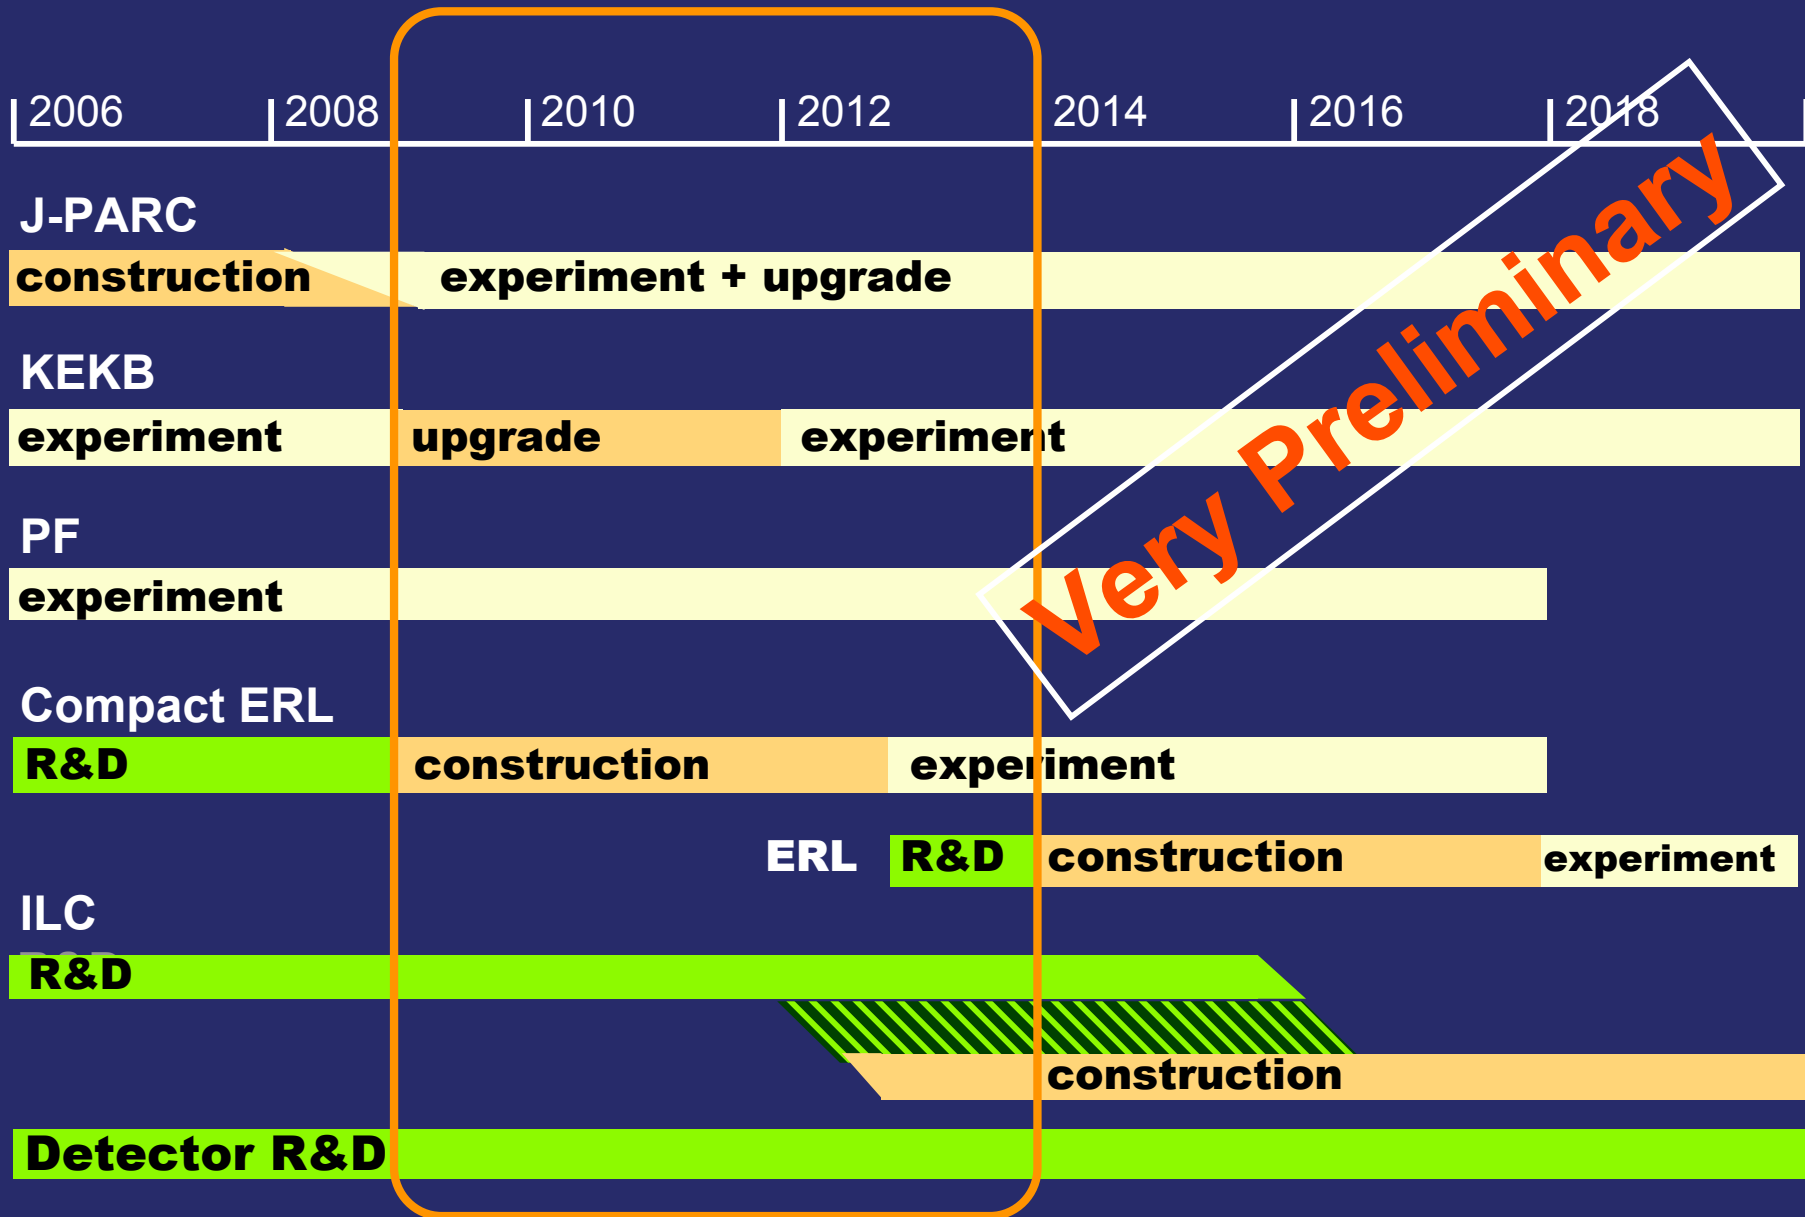 2006 2008 2010 2012 2014 2016 2018
J-PARC
construction experiment + upgrade
KEKB
experiment upgrade experiment
PF
experiment
Very Preliminary
Compact ERL
R&D construction experiment
ERL R&D construction experiment
ILC
R&D
construction
Detector R&D